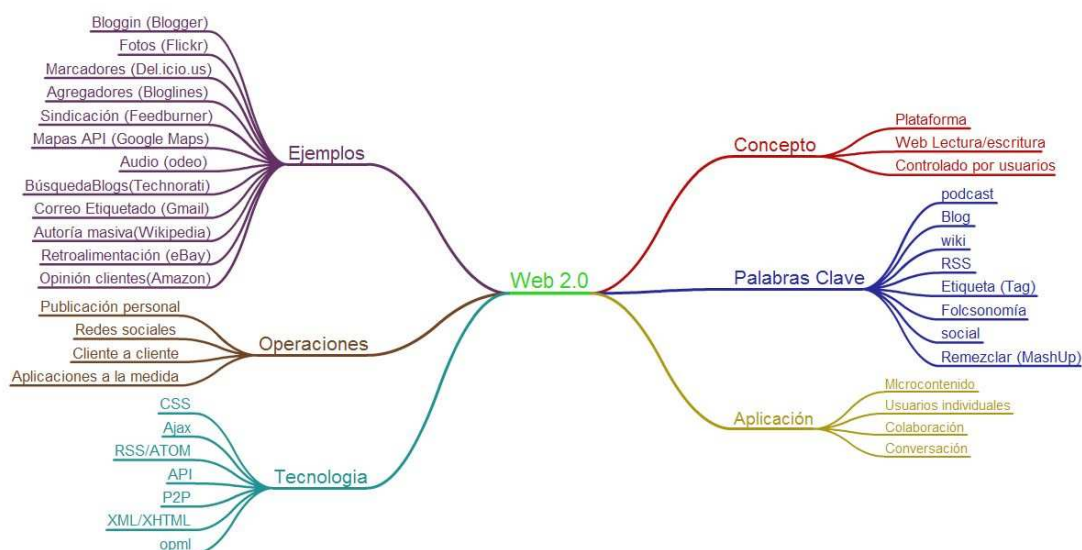 Bloggin (Blogger)
Fotos (Flickr)
Marcadores (Del.icio.us)
Agregadores (Bloglines)
Sindicación (Feedburner)
Mapas API (Google Maps)
Audio (odeo)
BúsquedaBlogs(Technorati)
Correo Etiquetado (Gmail)
Autoría masiva(Wikipedia)
Retroalimentación (eBay)
Opinión clientes(Amazon)
Ejemplos
Publicación personal
Redes sociales
Cliente a cliente
Aplicaciones a la medida
Operaciones
CSS
Ajax
RSS/ATOM
API
P2P
XML/XHTML
opml
Tecnologia
Web 2.0
Concepto
Plataforma
Web Lectura/escritura
Controlado por usuarios
Palabras Clave
podcast
Blog
wiki
RSS
Etiqueta (Tag)
Folcsonomía
social
Remezclar (MashUp)
Aplicación
MIcrocontenido
Usuarios individuales
Colaboración
Conversación